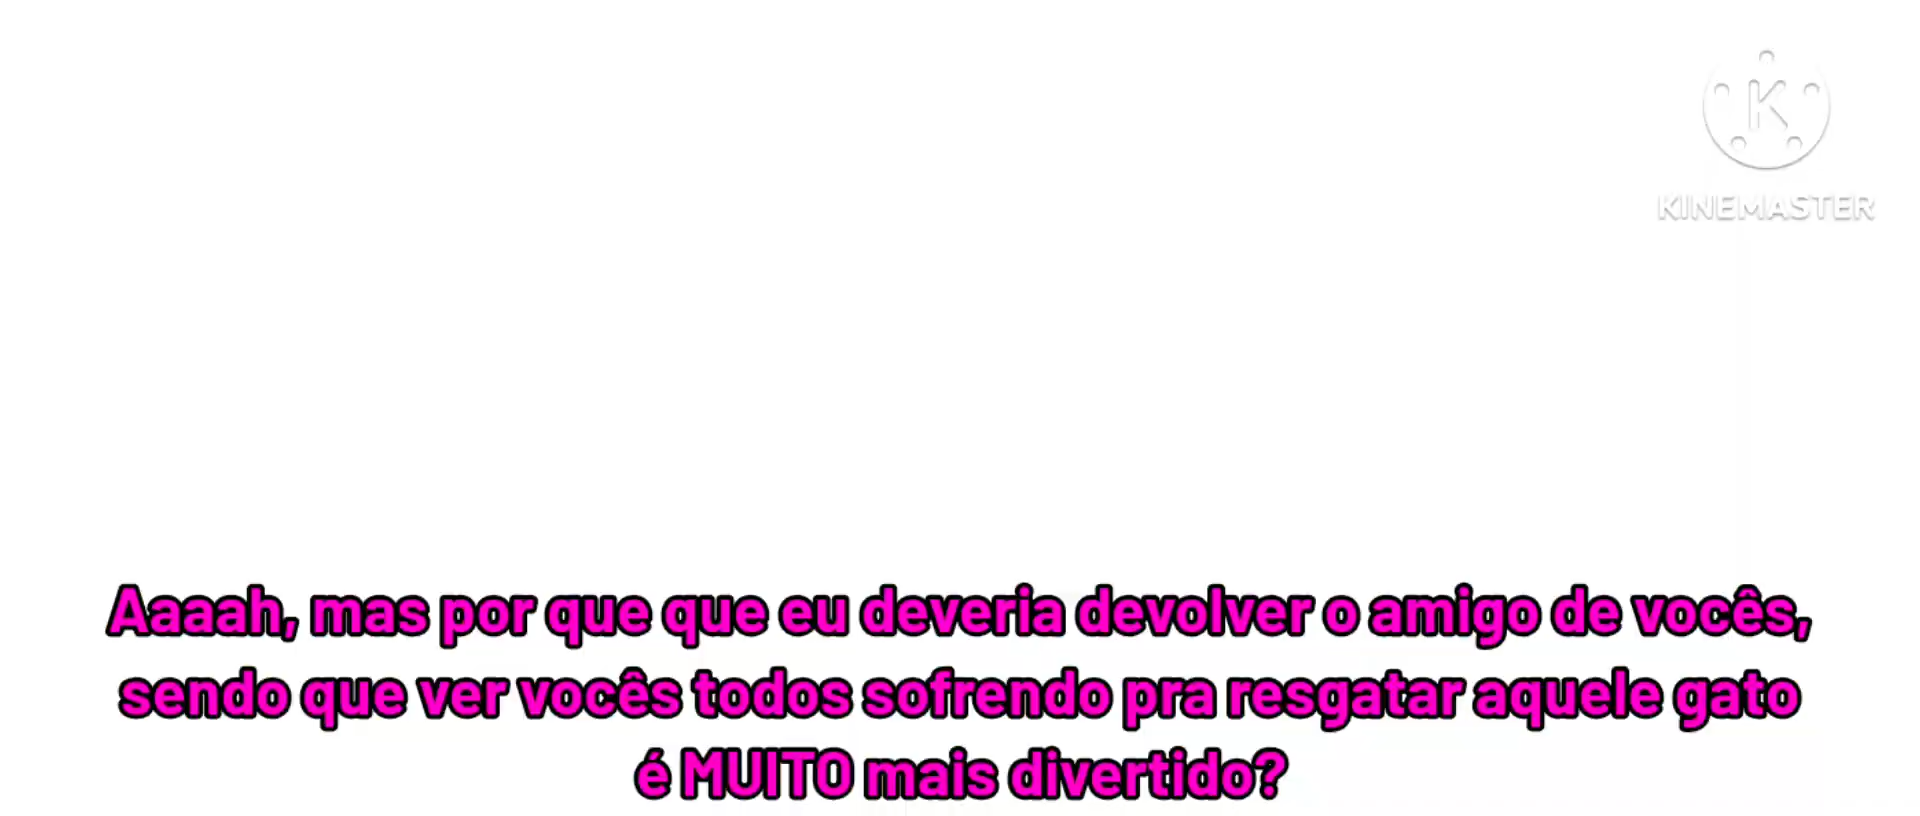 K
KINEMASTER
Aaaah, mas por que que eu deveria devolver o amigo de vocês,
sendo que ver vocês todos sofrendo pra resgatar aquele gato
é MUITO mais divertido?